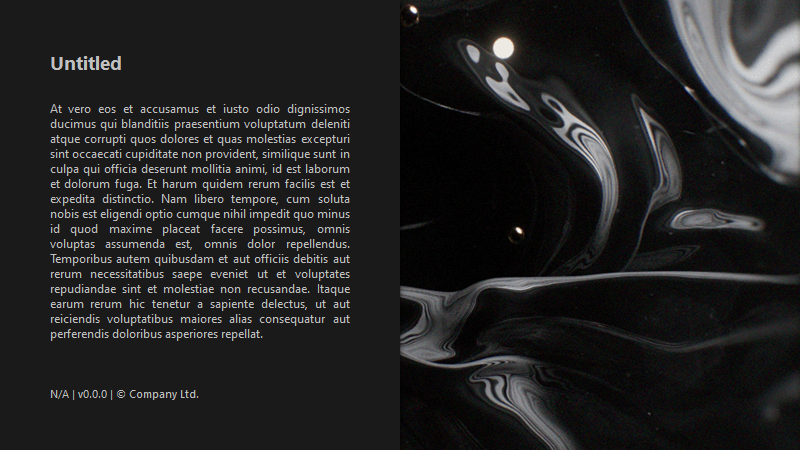 Untitled
At vero eos et accusamus et iusto odio dignissimos
ducimus qui blanditiis praesentium voluptatum deleniti
atque corrupti quos dolores et quas molestias excepturi
sint occaecati cupiditate non provident, similique sunt in
culpa qui officia deserunt mollitia animi, id est laborum
et dolorum fuga. Et harum quidem rerum facilis est et
expedita distinctio. Nam libero tempore, cum soluta
nobis est eligendi optio cumque nihil impedit quo minus
id quod maxime placeat facere possimus, omnis
voluptas assumenda est, omnis dolor repellendus.
Temporibus autem quibusdam et aut officiis debitis aut
rerum necessitatibus saepe eveniet ut et voluptates
repudiandae sint et molestiae non recusandae. Itaque
earum rerum hic tenetur a sapiente delectus, ut aut
reiciendis voluptatibus maiores alias consequatur aut
perferendis doloribus asperiores repellat.
N/A | v0.0.0 | © Company Ltd.